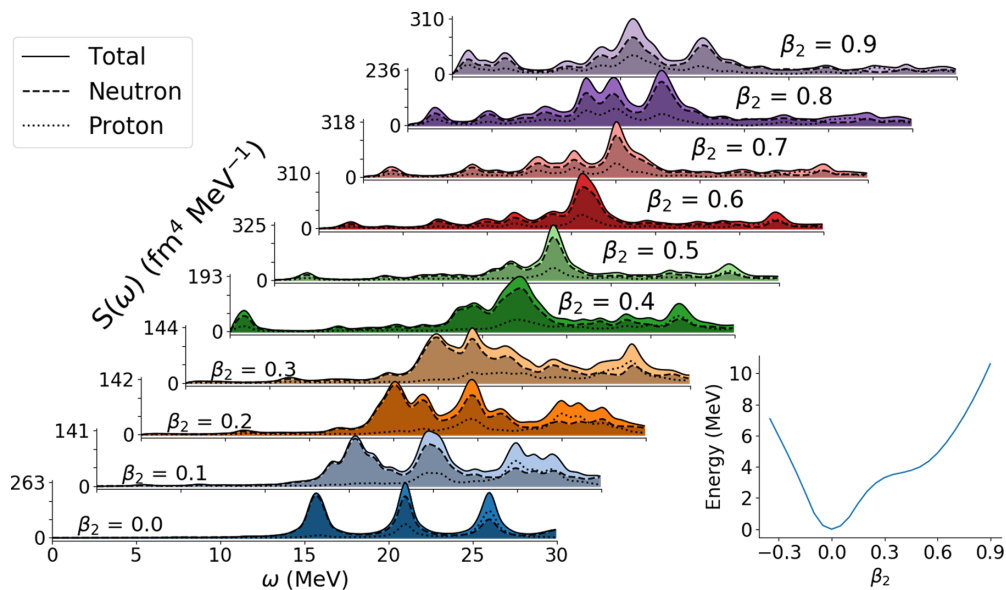 Total
Neutron
Proton
S(ω) (fm⁴ MeV⁻¹)
310
0
β₂ = 0.9
236
0
β₂ = 0.8
318
0
β₂ = 0.7
310
0
β₂ = 0.6
325
0
β₂ = 0.5
193
0
β₂ = 0.4
144
0
β₂ = 0.3
142
0
β₂ = 0.2
141
0
β₂ = 0.1
263
0
β₂ = 0.0
0 5 10 15 20 25 30
ω (MeV)
Energy (MeV)
10
8
6
4
2
0
−0.3 0.0 0.3 0.6 0.9
β₂